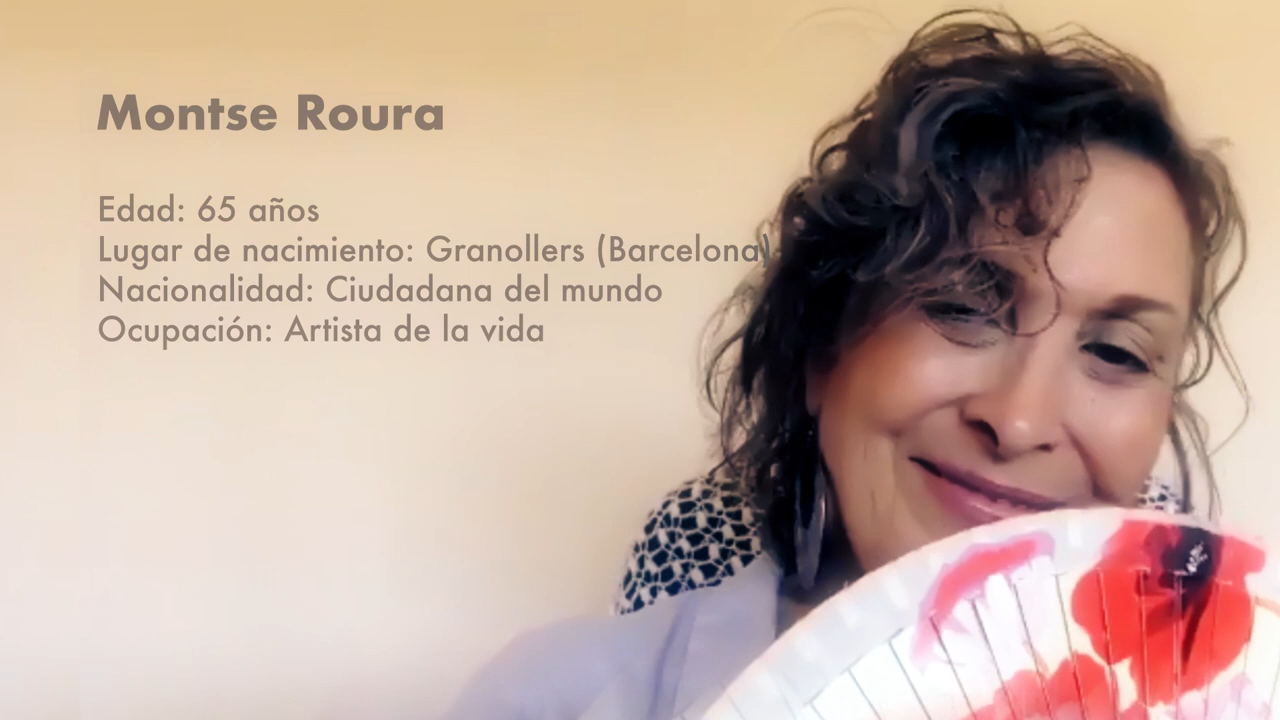 Montse Roura
Edad: 65 años
Lugar de nacimiento: Granollers (Barcelona)
Nacionalidad: Ciudadana del mundo
Ocupación: Artista de la vida